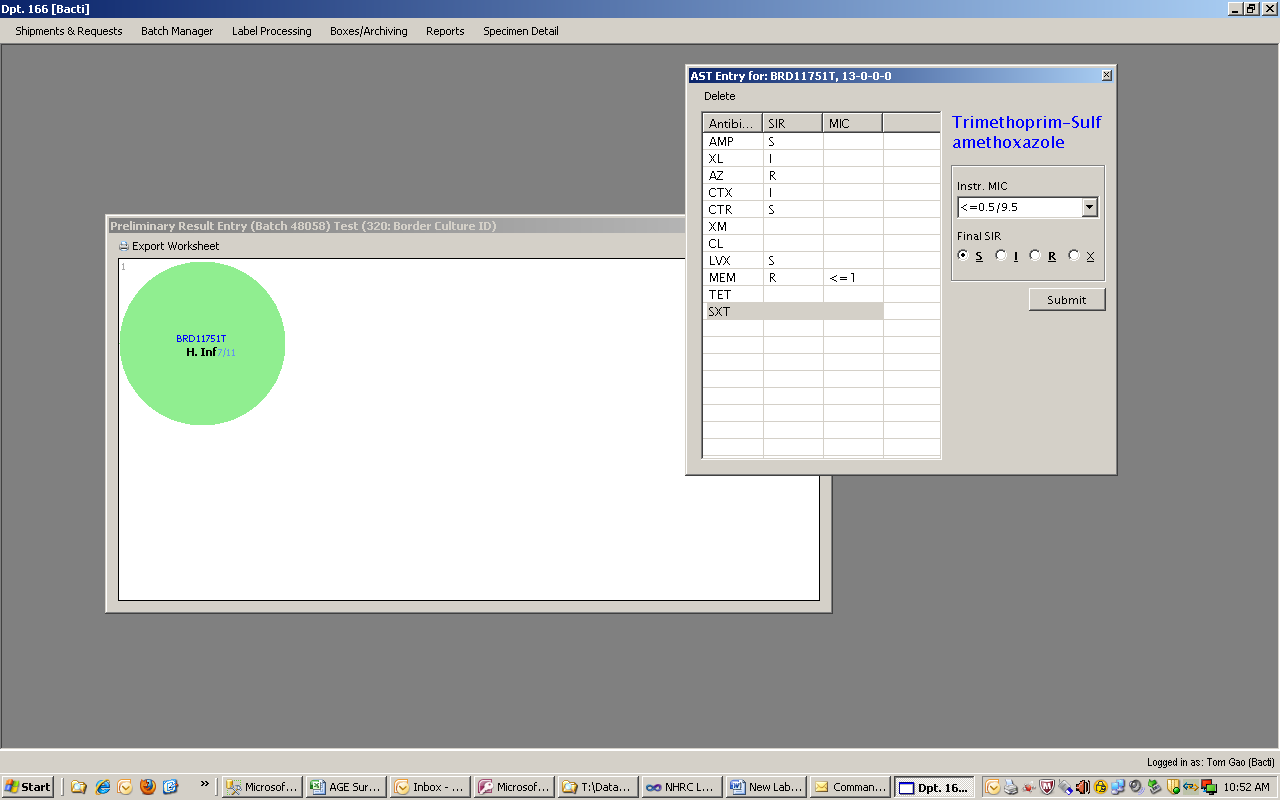 Dpt. 166 [Bacti]
Shipments & Requests Batch Manager Label Processing Boxes/Archiving Reports Specimen Detail
AST Entry for: BRD11751T, 13-0-0-0
Delete
Antibi... SIR MIC
AMP S
XL I
AZ R
CTX I
CTR S
XM
CL
LVX S
MEM R <=1
TET
SXT
Trimethoprim-Sulf
amethoxazole
Instr. MIC
<=0.5/9.5
Final SIR
S I R X
Submit
Preliminary Result Entry (Batch 48058) Test (320: Border Culture ID)
Export Worksheet
1
BRD11751T
H. Inf 7/11
Logged in as: Tom Gao (Bacti)
Start » Microsof... AGE Sur... Inbox - ... Microsof... T:\Data... NHRC L... New Lab... Comman... Dpt. 16... 10:52 AM